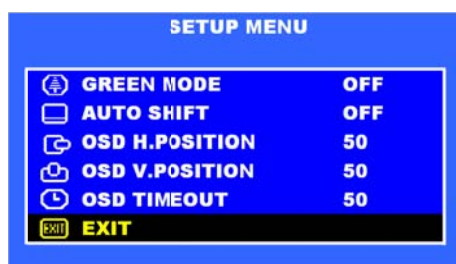 SETUP MENU
GREEN MODE OFF
AUTO SHIFT OFF
OSD H.POSITION 50
OSD V.POSITION 50
OSD TIMEOUT 50
EXIT EXIT